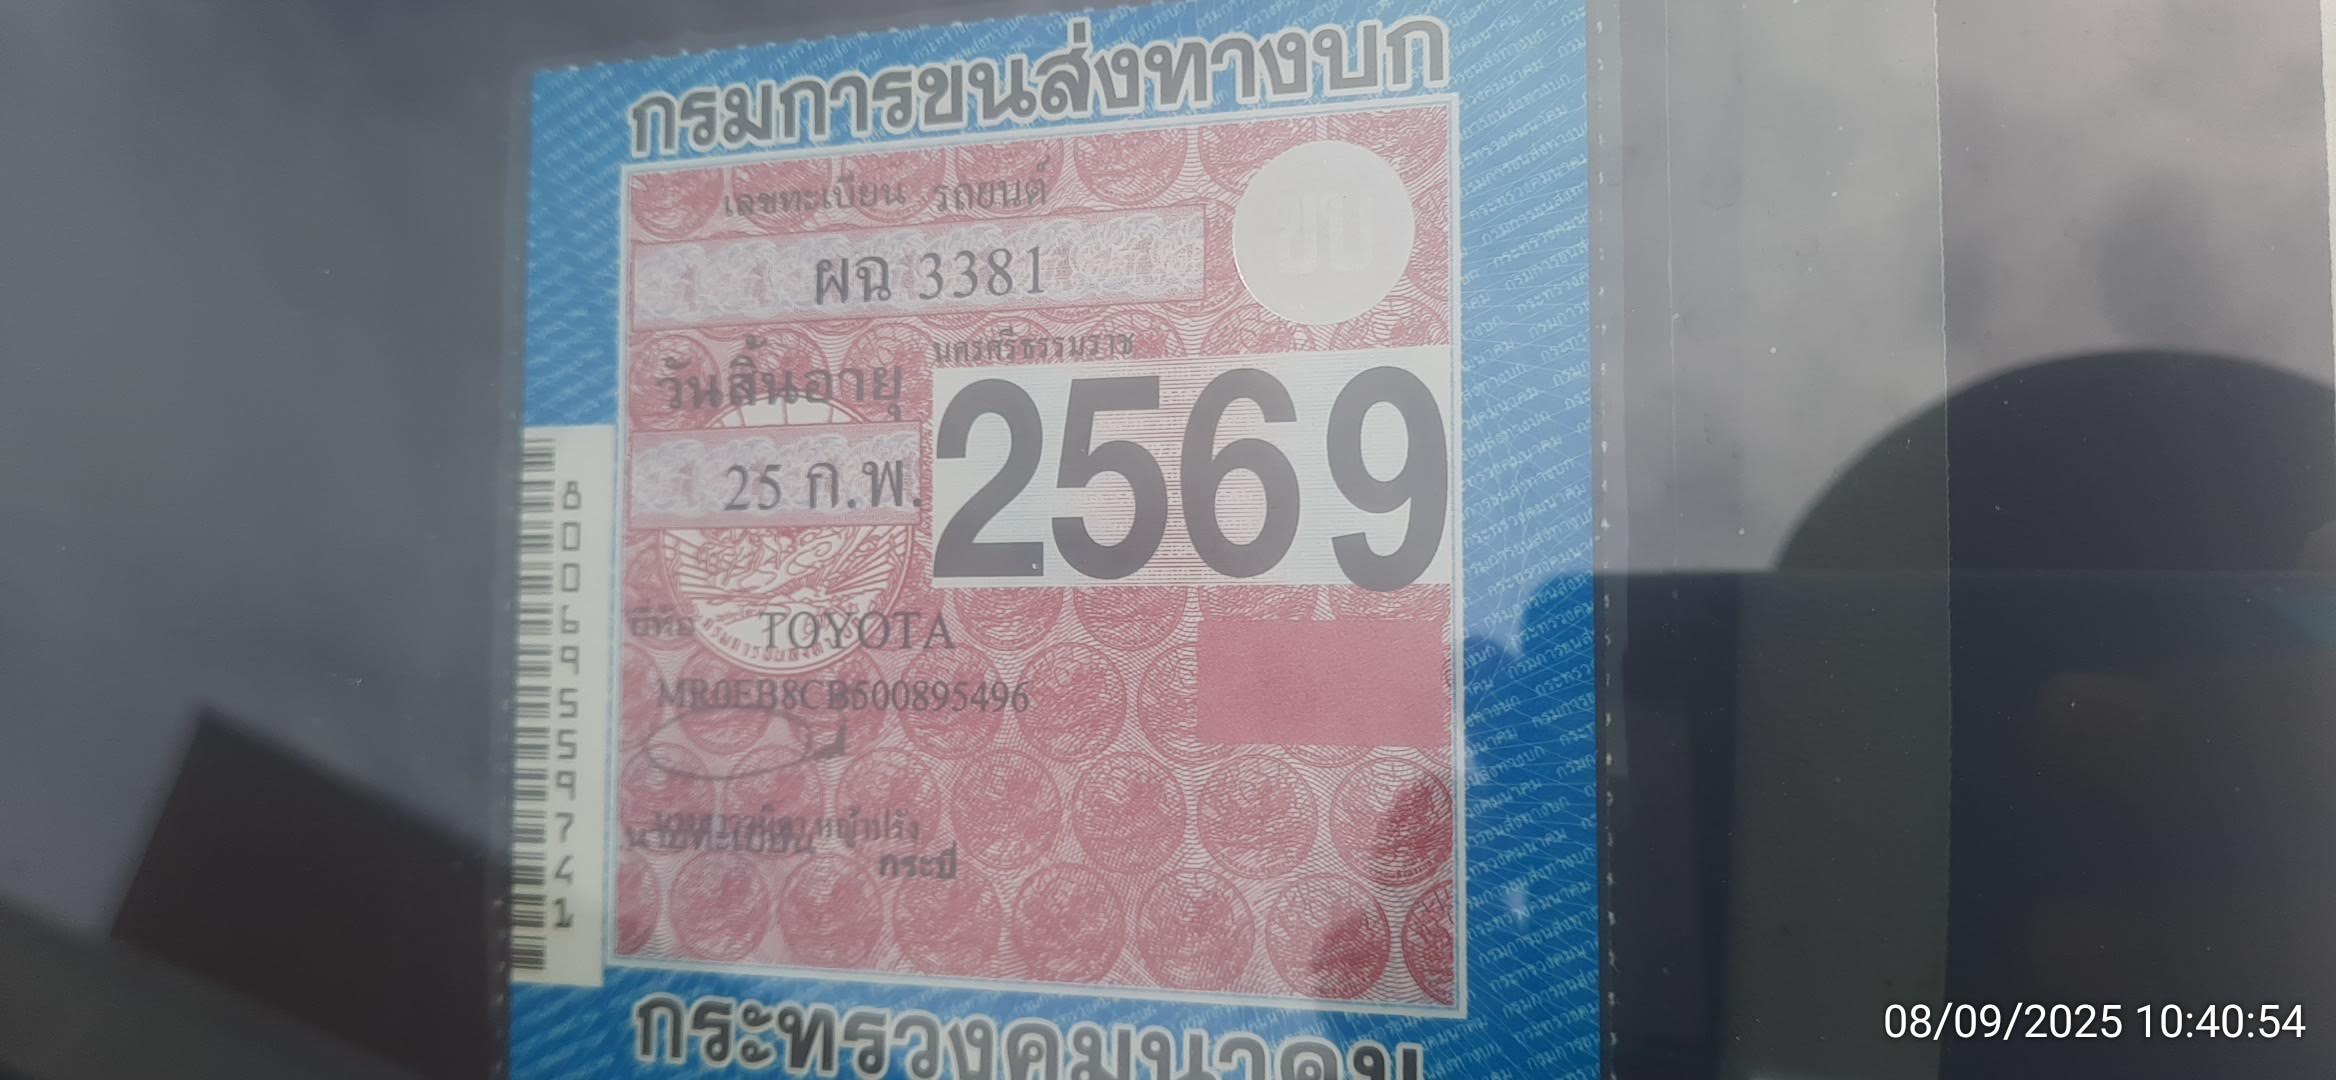 กรมการขนส่งทางบก
เลขทะเบียน รถยนต์
ผฉ 3381
นครศรีธรรมราช
วันสิ้นอายุ
25 ก.พ. 2569
ยี่ห้อ TOYOTA
MR0EB8CB500895496
นายทะเบียน
กระบี่
80069559741
กระทรวงคมนาคม
08/09/2025 10:40:54